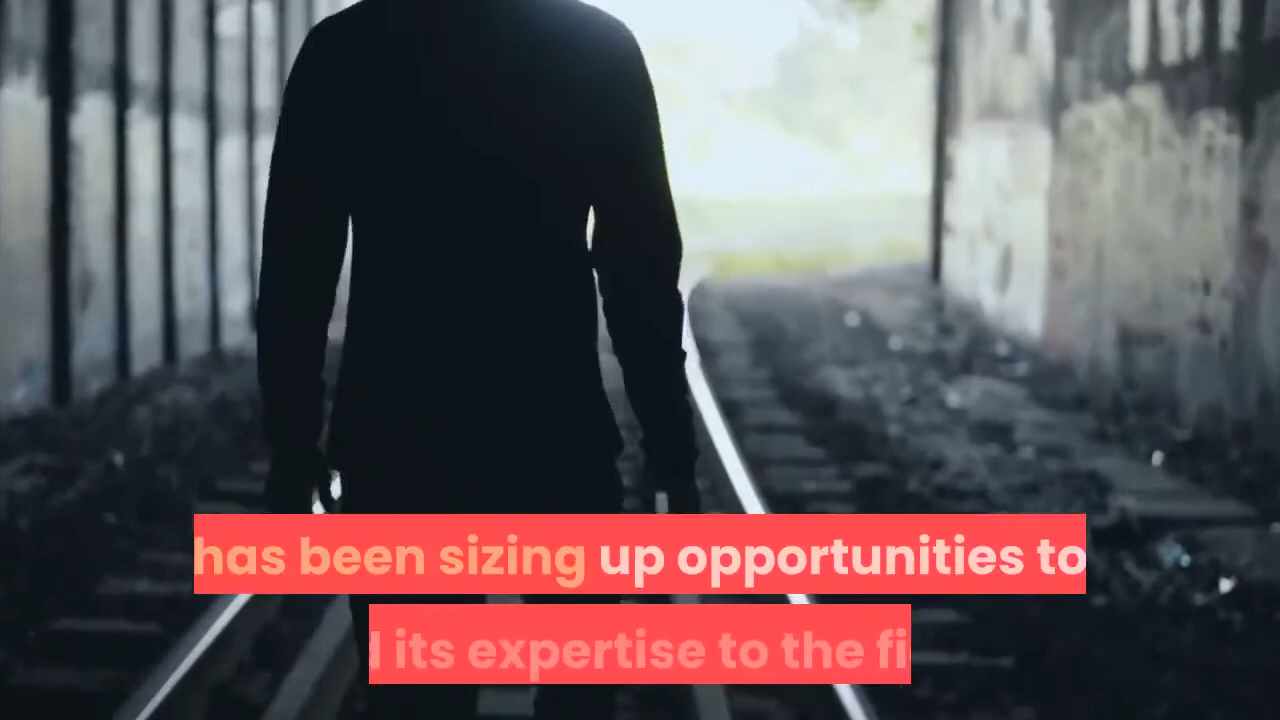 has been sizing up opportunities to
its expertise to the